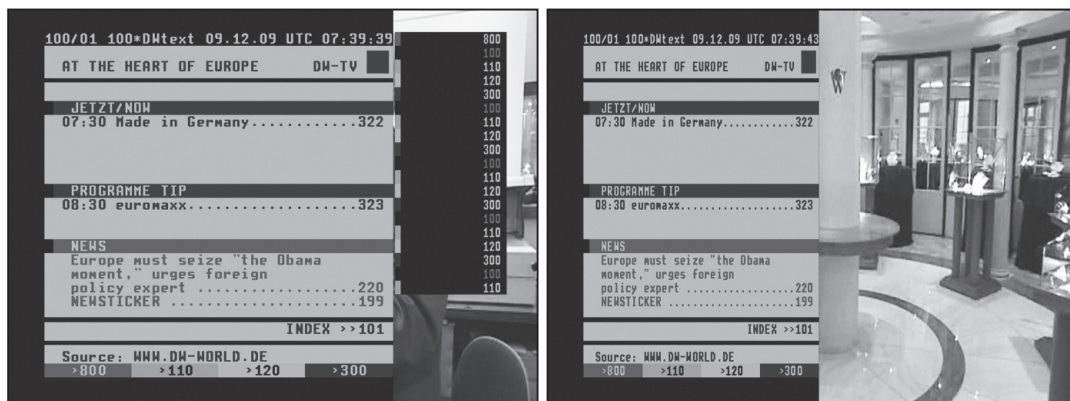 100/01 100*DWtext 09.12.09 UTC 07:39:39
AT THE HEART OF EUROPE DW-TV
JETZT/NOW
07:30 Made in Germany............322
PROGRAMME TIP
08:30 euromaxx...................323
NEWS
Europe must seize "the Obama
moment," urges foreign
policy expert ...................220
NEWSTICKER ......................199
INDEX >>101
Source: WWW.DW-WORLD.DE
>800 >110 >120 >300
800
100
110
120
300
100
110
120
300
100
110
120
300
100
110
120
300
100
110
100/01 100*DWtext 09.12.09 UTC 07:39:43
AT THE HEART OF EUROPE DW-TV
JETZT/NOW
07:30 Made in Germany............322
PROGRAMME TIP
08:30 euromaxx...................323
NEWS
Europe must seize "the Obama
moment," urges foreign
policy expert ...................220
NEWSTICKER ......................199
INDEX >>101
Source: WWW.DW-WORLD.DE
>800 >110 >120 >300